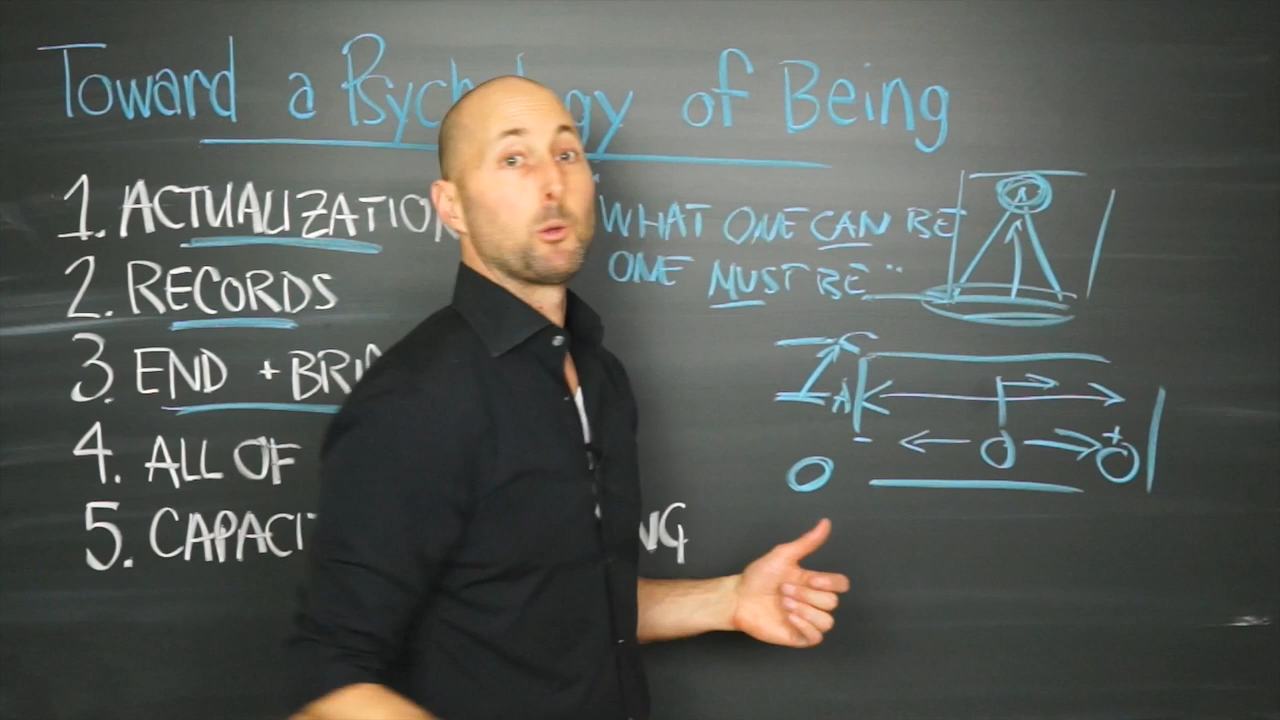 Toward a Psychology of Being
1. ACTUALIZATION
2. RECORDS
3. END + BRI
4. ALL OF
5. CAPACI
NG
"WHAT ONE CAN BE
ONE MUST BE"